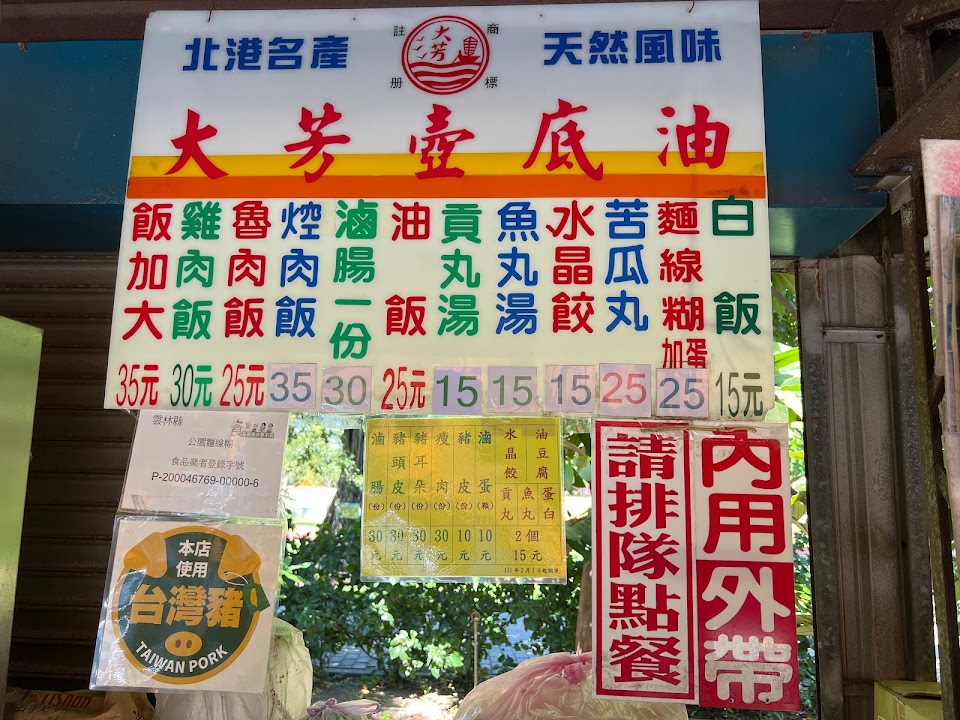 北港名產
註冊
大芳
商標
天然風味
大芳壺底油
白飯 15元
麵線糊加蛋 25
苦瓜丸 25
水晶餃 15
魚丸湯 15
貢丸湯 15
油飯 25元
滷腸一份 30
焢肉飯 35
魯肉飯 25元
雞肉飯 30元
飯加大 35元
雲林縣
公園麵線糊
食品業者登錄字號
P-200046769-00000-6
本店
使用
台灣豬
TAIWAN PORK
油豆腐 蛋白
水晶餃 魚丸
貢丸
2個
15元
滷蛋(顆) 10元
豬皮(份) 10元
瘦肉(份) 30元
豬耳朵(份) 30元
豬頭皮(份) 30元
滷腸(份) 30元
請排隊點餐
內用外帶